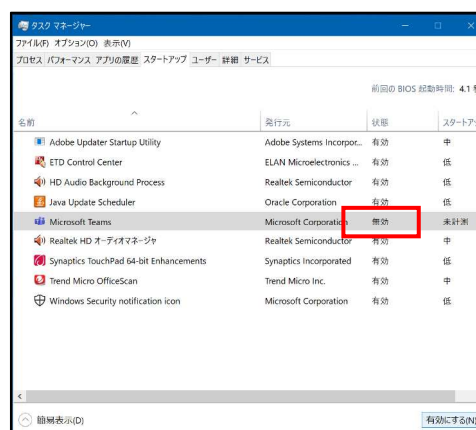 タスク マネージャー
ファイル(F) オプション(O) 表示(V)
プロセス パフォーマンス アプリの履歴 スタートアップ ユーザー 詳細 サービス
前回の BIOS 起動時間: 4.1
名前 発行元 状態 スタートア
Adobe Updater Startup Utility Adobe Systems Incorpor... 有効 中
ETD Control Center ELAN Microelectronics ... 有効 低
HD Audio Background Process Realtek Semiconductor 有効 低
Java Update Scheduler Oracle Corporation 有効 低
Microsoft Teams Microsoft Corporation 無効 未計測
Realtek HD オーディオマネージャ Realtek Semiconductor 有効 中
Synaptics TouchPad 64-bit Enhancements Synaptics Incorporated 有効 低
Trend Micro OfficeScan Trend Micro Inc. 有効 中
Windows Security notification icon Microsoft Corporation 有効 低
簡易表示(D) 有効にする(N)